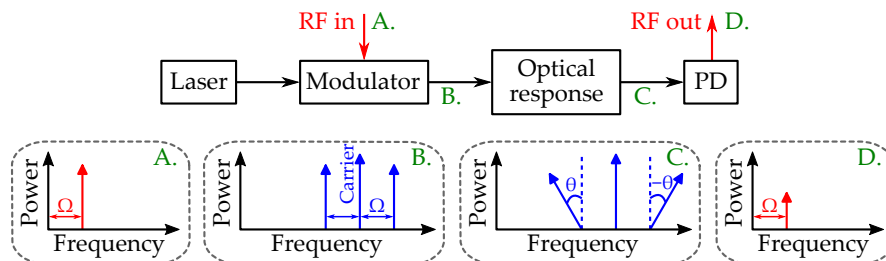 RF in A.
RF out D.
Laser
Modulator
Optical
response
PD
B.
C.
A.
Power
Ω
Frequency
B.
Power
Carrier
Ω
Frequency
C.
Power
θ
−θ
Frequency
D.
Power
Ω
Frequency